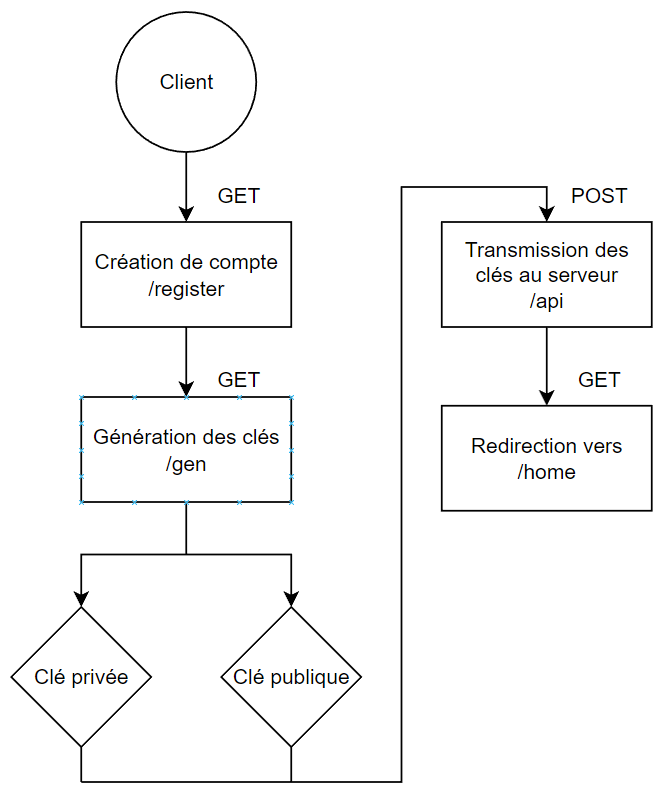 Client
GET
Création de compte
/register
GET
Génération des clés
/gen
Clé privée
Clé publique
POST
Transmission des
clés au serveur
/api
GET
Redirection vers
/home